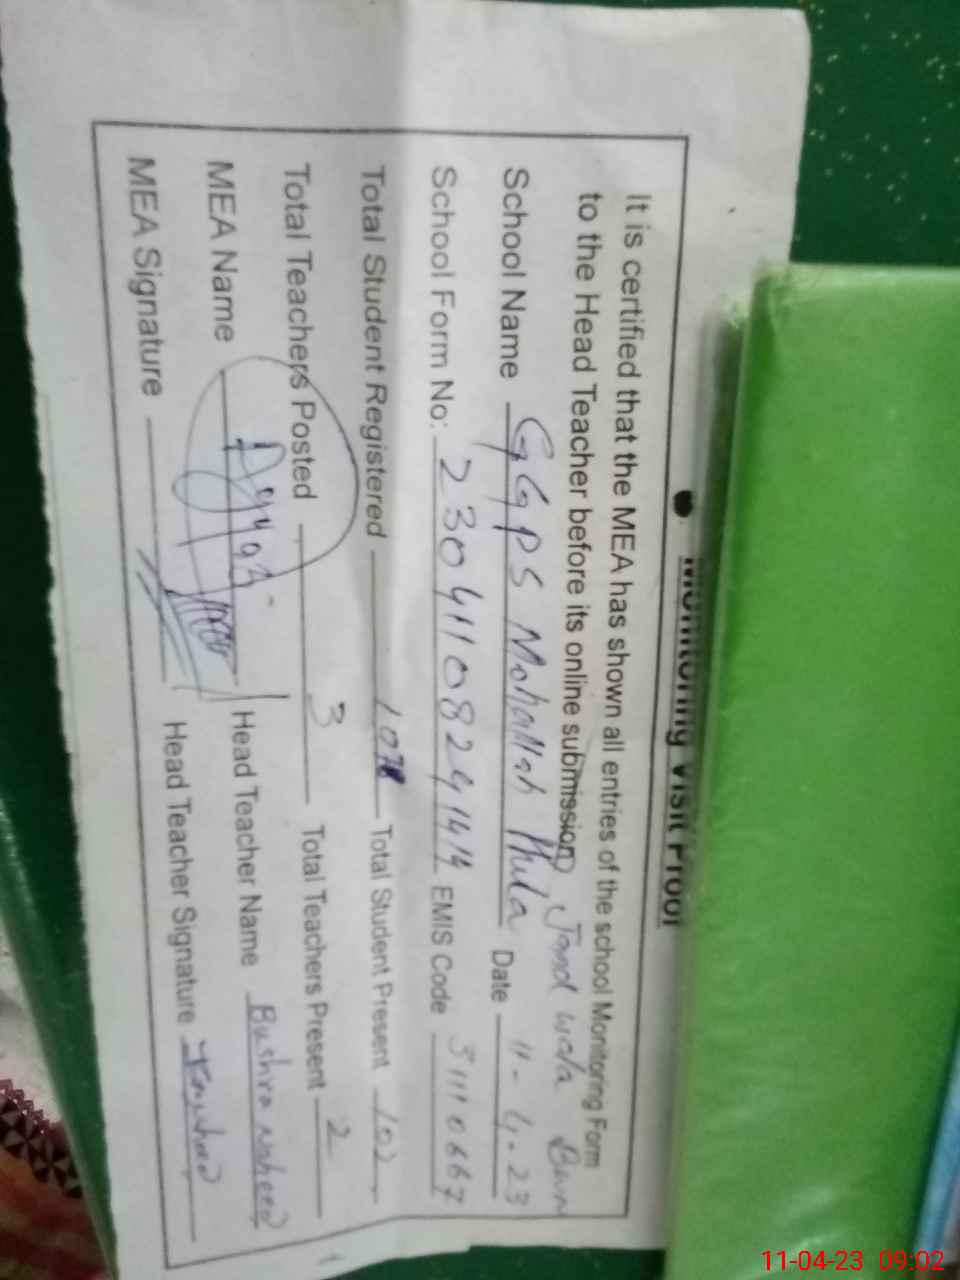 Monitoring Visit Proof
It is certified that the MEA has shown all entries of the school Monitoring Form
to the Head Teacher before its online submission
Jand wala
School Name GGPS Mohallah Date 11-4-23
School Form No: EMIS Code 31110667
Total Student Registered Total Student Present 102
Total Teachers Posted 3 Total Teachers Present 2
MEA Name Head Teacher Name Bushra Naheed
MEA Signature Head Teacher Signature
11-04-23 09:02